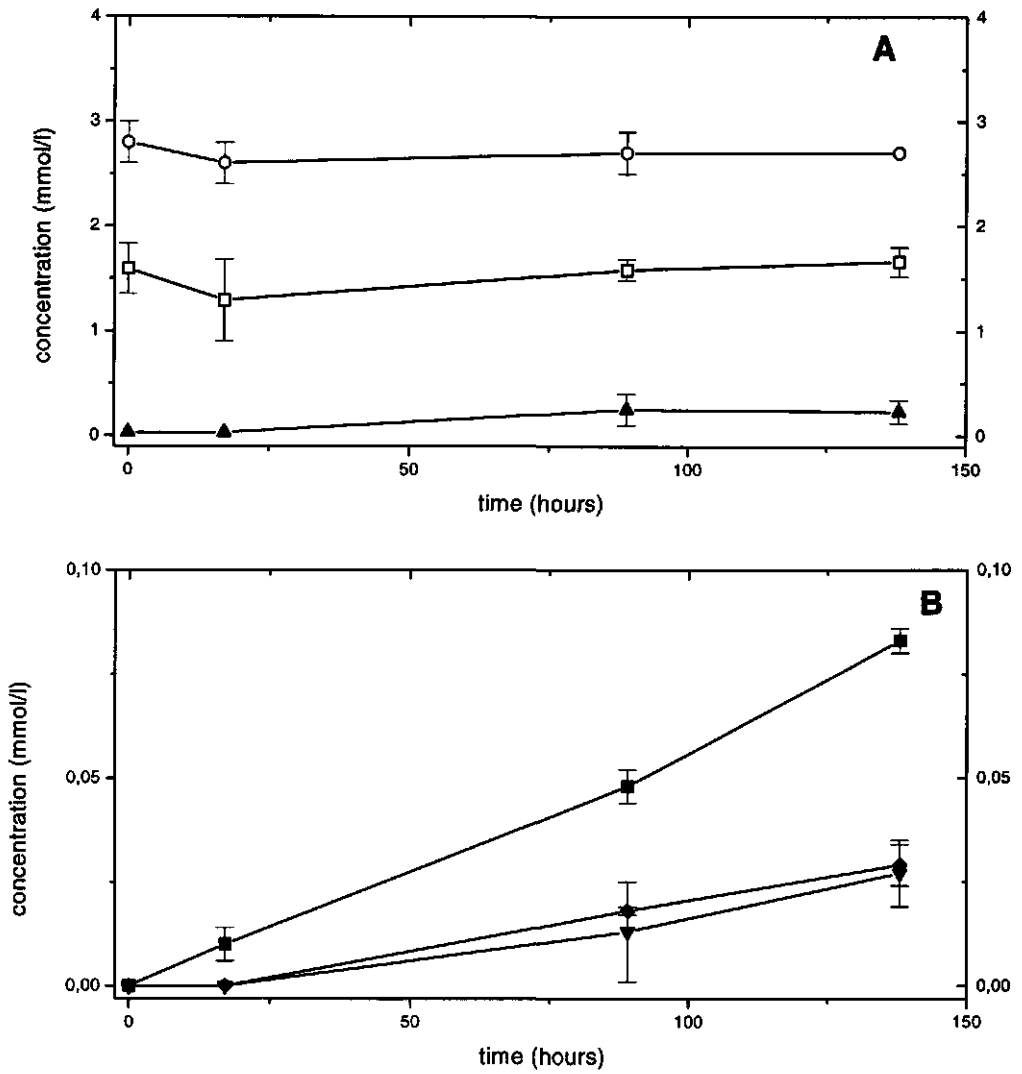 4 4
A
3 3
concentration (mmol/l)
2 2
1 1
0 0
0 50 100 150
time (hours)
0,10 0,10
B
concentration (mmol/l)
0,05 0,05
0,00 0,00
0 50 100 150
time (hours)